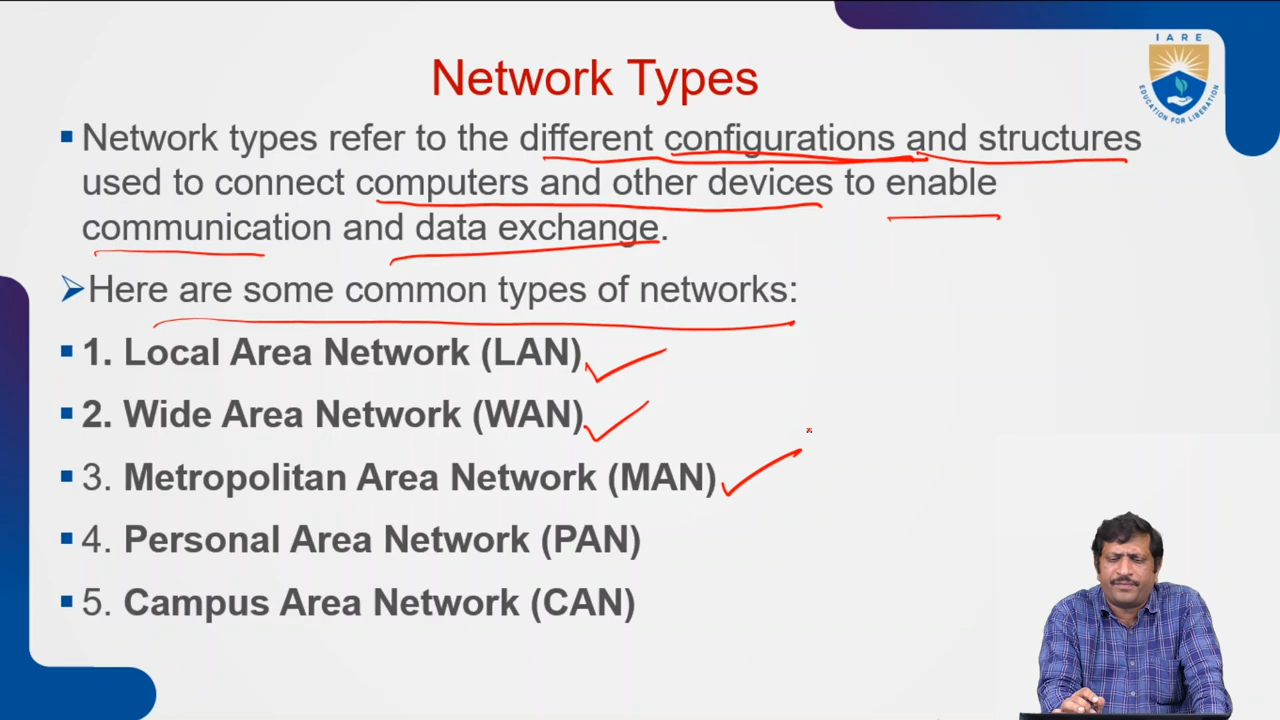 Network Types
IARE
EDUCATION FOR LIBERATION
Network types refer to the different configurations and structures
used to connect computers and other devices to enable
communication and data exchange.
Here are some common types of networks:
1. Local Area Network (LAN)
2. Wide Area Network (WAN)
3. Metropolitan Area Network (MAN)
4. Personal Area Network (PAN)
5. Campus Area Network (CAN)